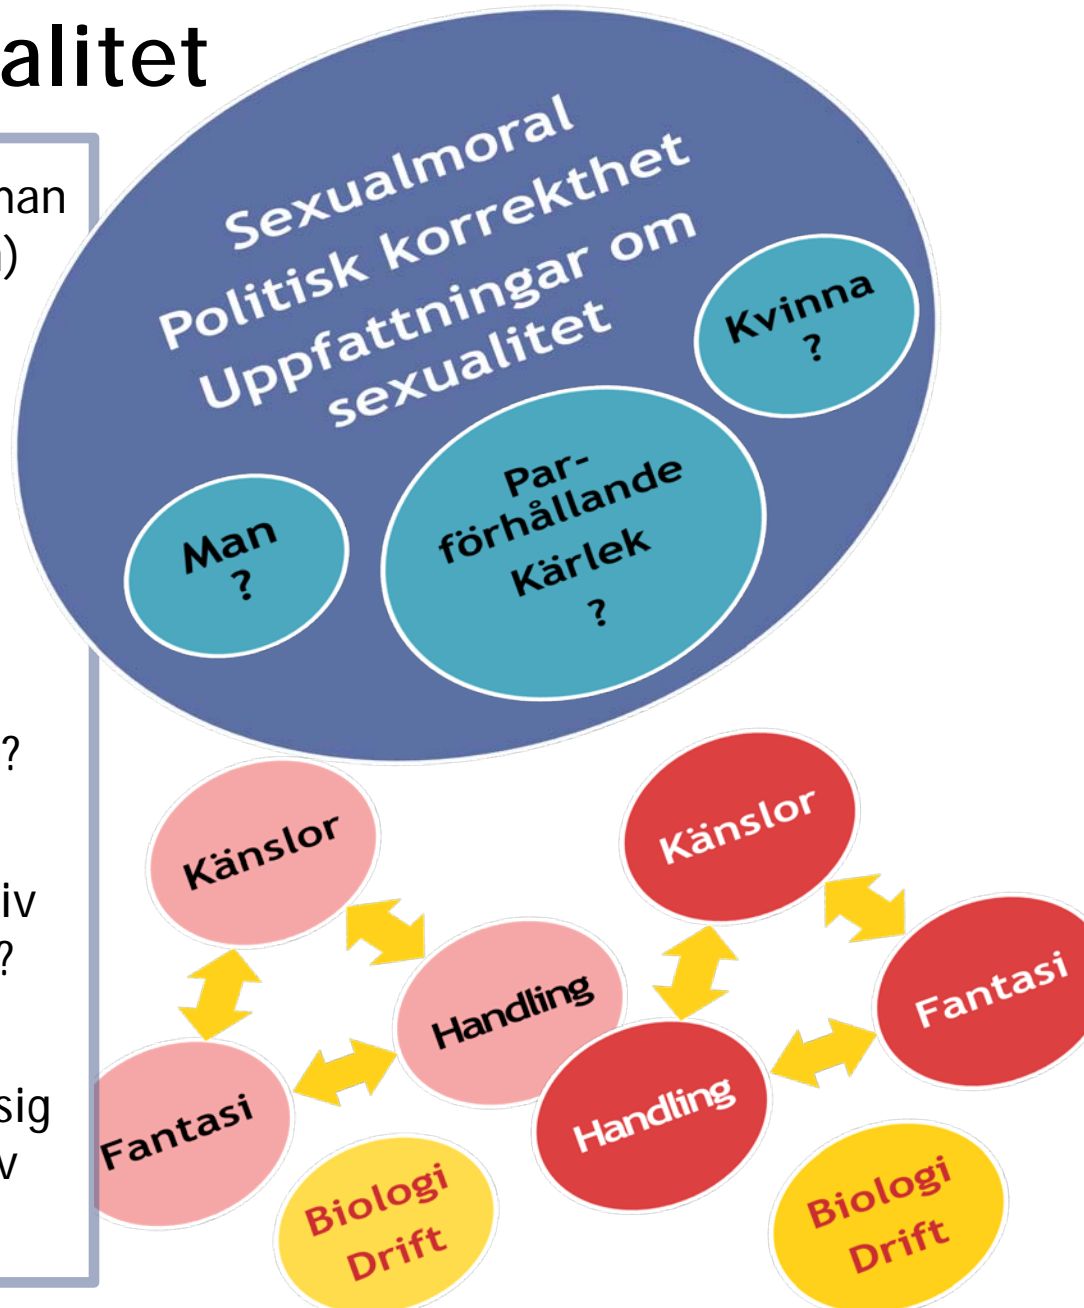 alitet
nan
)
?
iv
?
sig
v
Sexualmoral
Politisk korrekthet
Uppfattningar om
sexualitet
Kvinna
?
Par-
förhållande
Kärlek
?
Man
?
Känslor
Handling
Fantasi
Biologi
Drift
Känslor
Fantasi
Handling
Biologi
Drift